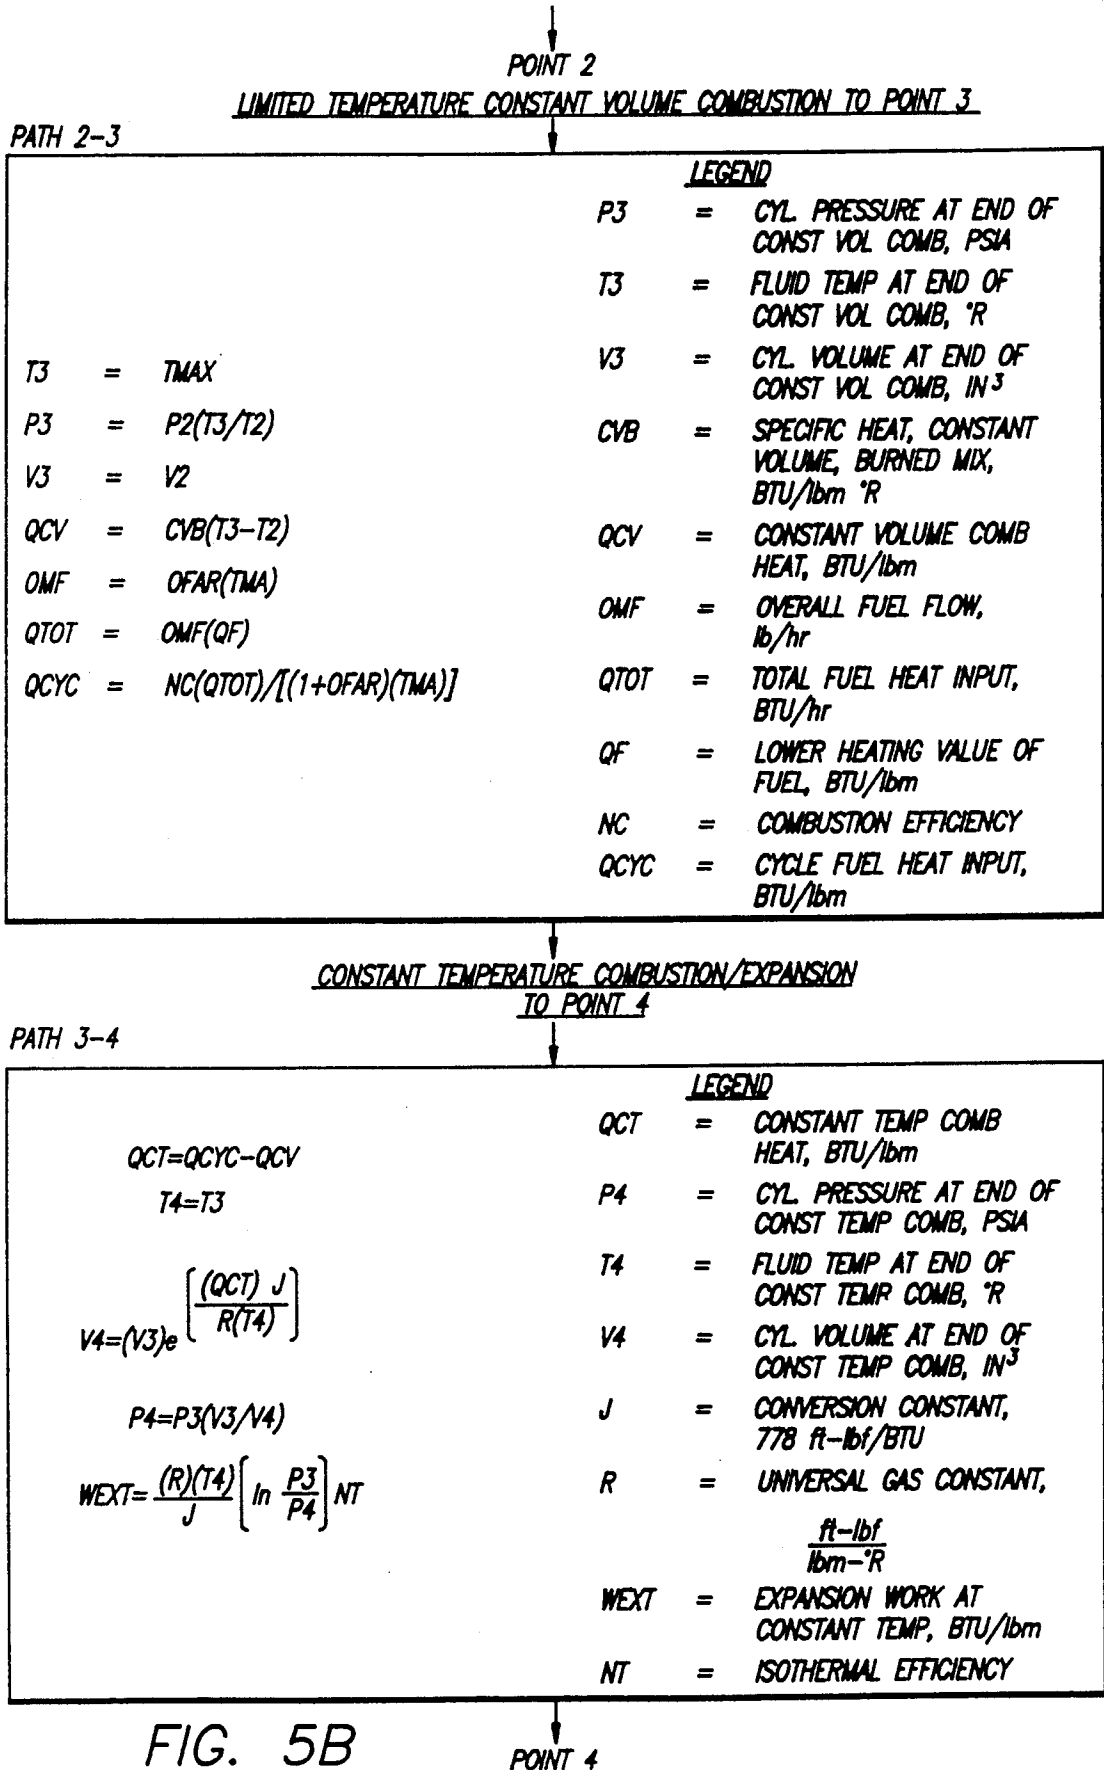 POINT 2
LIMITED TEMPERATURE CONSTANT VOLUME COMBUSTION TO POINT 3
PATH 2-3
T3 = TMAX
P3 = P2(T3/T2)
V3 = V2
QCV = CVB(T3-T2)
OMF = OFAR(TMA)
QTOT = OMF(QF)
QCYC = NC(QTOT)/[(1+OFAR)(TMA)]
LEGEND
P3 = CYL. PRESSURE AT END OF
CONST VOL COMB, PSIA
T3 = FLUID TEMP AT END OF
CONST VOL COMB, °R
V3 = CYL. VOLUME AT END OF
CONST VOL COMB, IN³
CVB = SPECIFIC HEAT, CONSTANT
VOLUME, BURNED MIX,
BTU/lbm °R
QCV = CONSTANT VOLUME COMB
HEAT, BTU/lbm
OMF = OVERALL FUEL FLOW,
lb/hr
QTOT = TOTAL FUEL HEAT INPUT,
BTU/hr
QF = LOWER HEATING VALUE OF
FUEL, BTU/lbm
NC = COMBUSTION EFFICIENCY
QCYC = CYCLE FUEL HEAT INPUT,
BTU/lbm
CONSTANT TEMPERATURE COMBUSTION/EXPANSION
TO POINT 4
PATH 3-4
QCT=QCYC-QCV
T4=T3
V4=(V3)e[(QCT) J / R(T4)]
P4=P3(V3/V4)
WEXT= (R)(T4)/J [ln P3/P4] NT
LEGEND
QCT = CONSTANT TEMP COMB
HEAT, BTU/lbm
P4 = CYL. PRESSURE AT END OF
CONST TEMP COMB, PSIA
T4 = FLUID TEMP AT END OF
CONST TEMP COMB, °R
V4 = CYL. VOLUME AT END OF
CONST TEMP COMB, IN³
J = CONVERSION CONSTANT,
778 ft-lbf/BTU
R = UNIVERSAL GAS CONSTANT,
ft-lbf
lbm-°R
WEXT = EXPANSION WORK AT
CONSTANT TEMP, BTU/lbm
NT = ISOTHERMAL EFFICIENCY
FIG. 5B
POINT 4